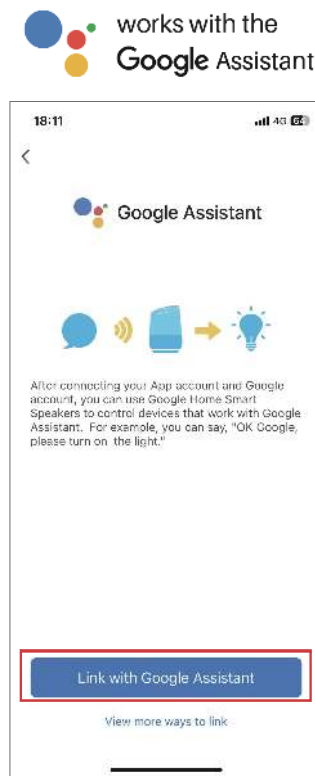 works with the
Google Assistant
18:11
4G 64
Google Assistant
After connecting your App account and Google
account, you can use Google Home Smart
Speakers to control devices that work with Google
Assistant. For example, you can say, "OK Google,
please turn on the light."
Link with Google Assistant
View more ways to link